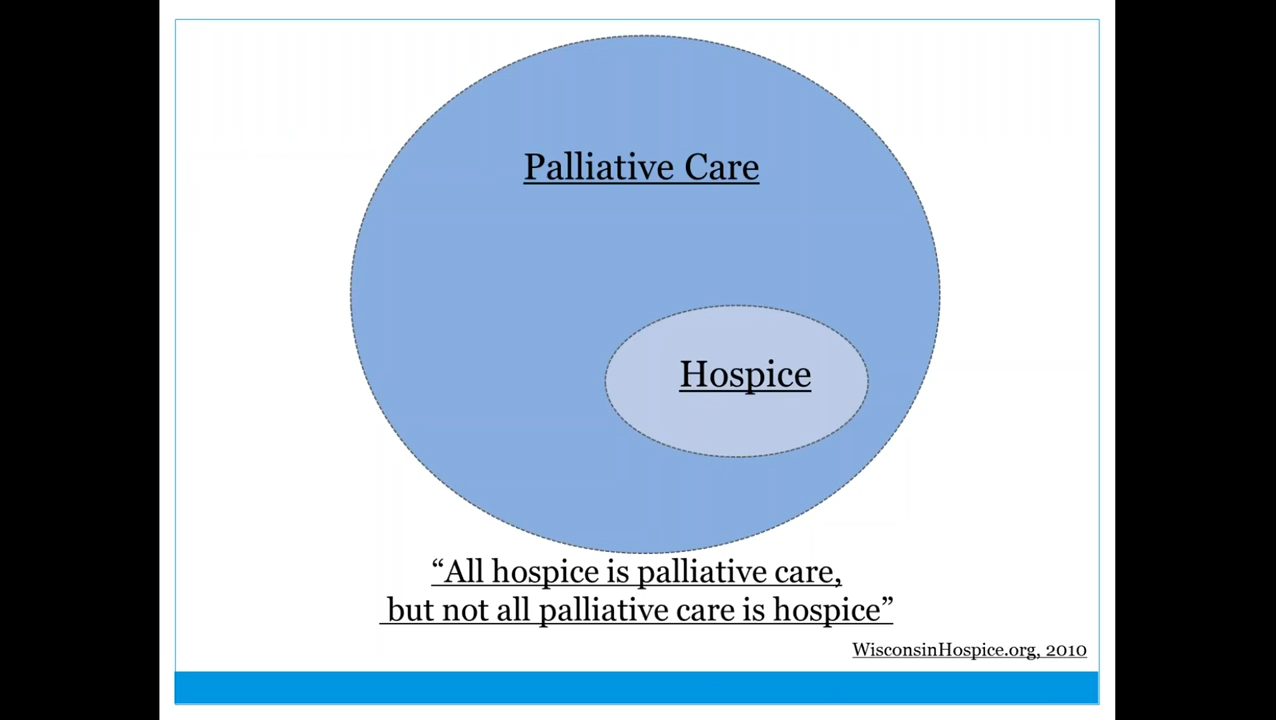 Palliative Care
Hospice
“All hospice is palliative care,
but not all palliative care is hospice”
WisconsinHospice.org, 2010